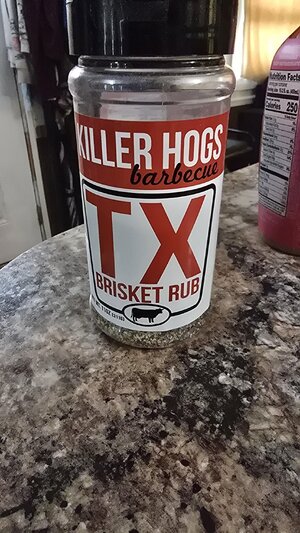 KILLER HOGS
barbecue
TX
BRISKET RUB
Nutrition Facts
Calories 250